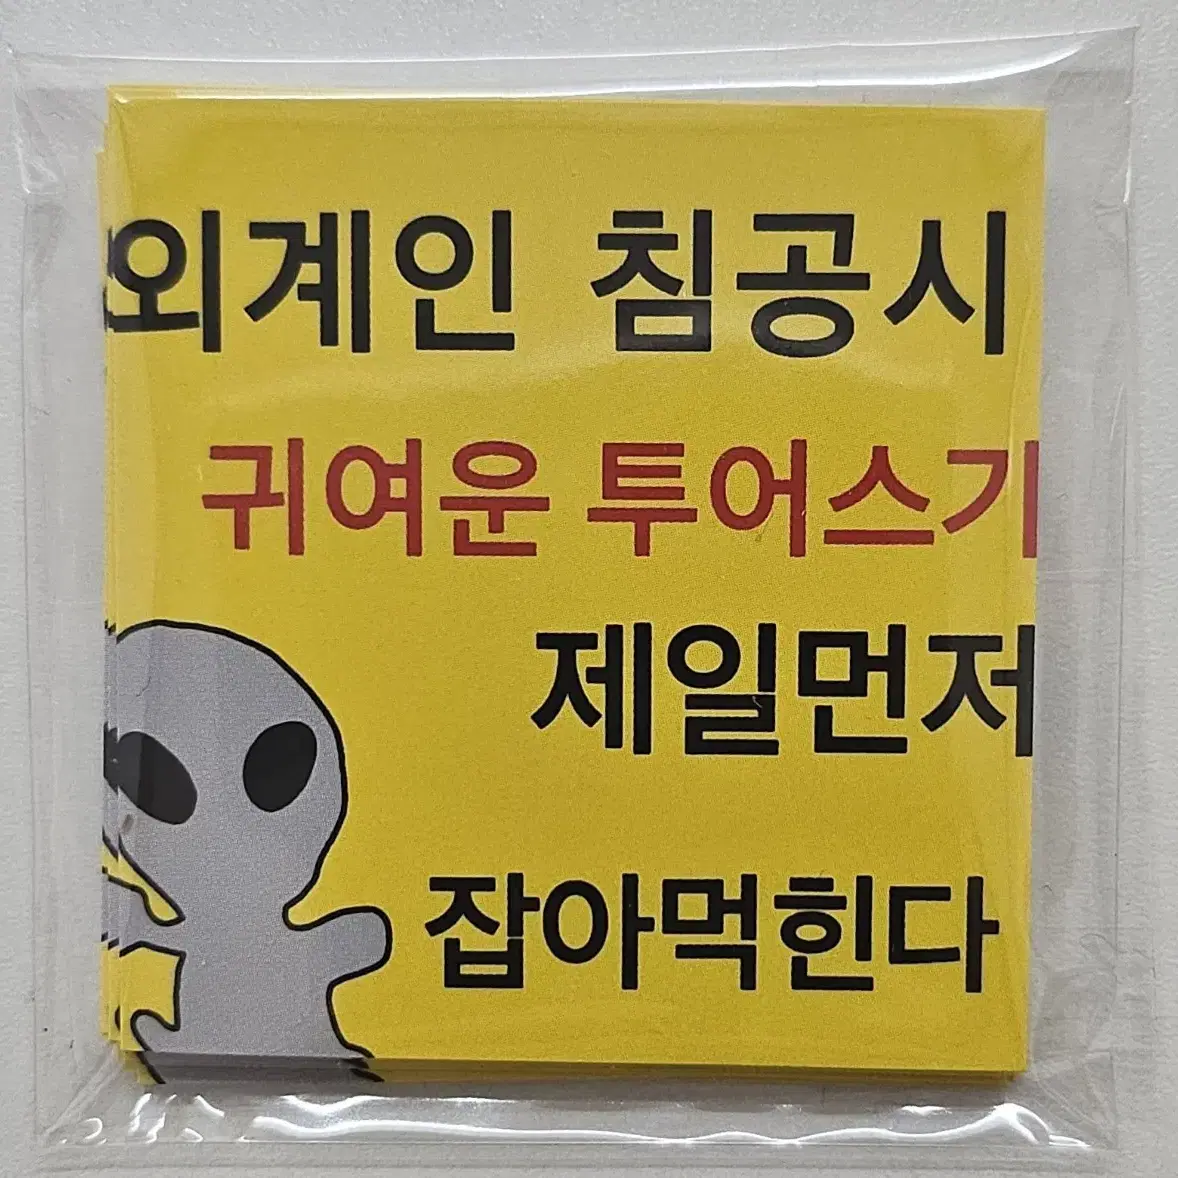 외계인 침공시
귀여운 투어스기
제일먼저
잡아먹힌다